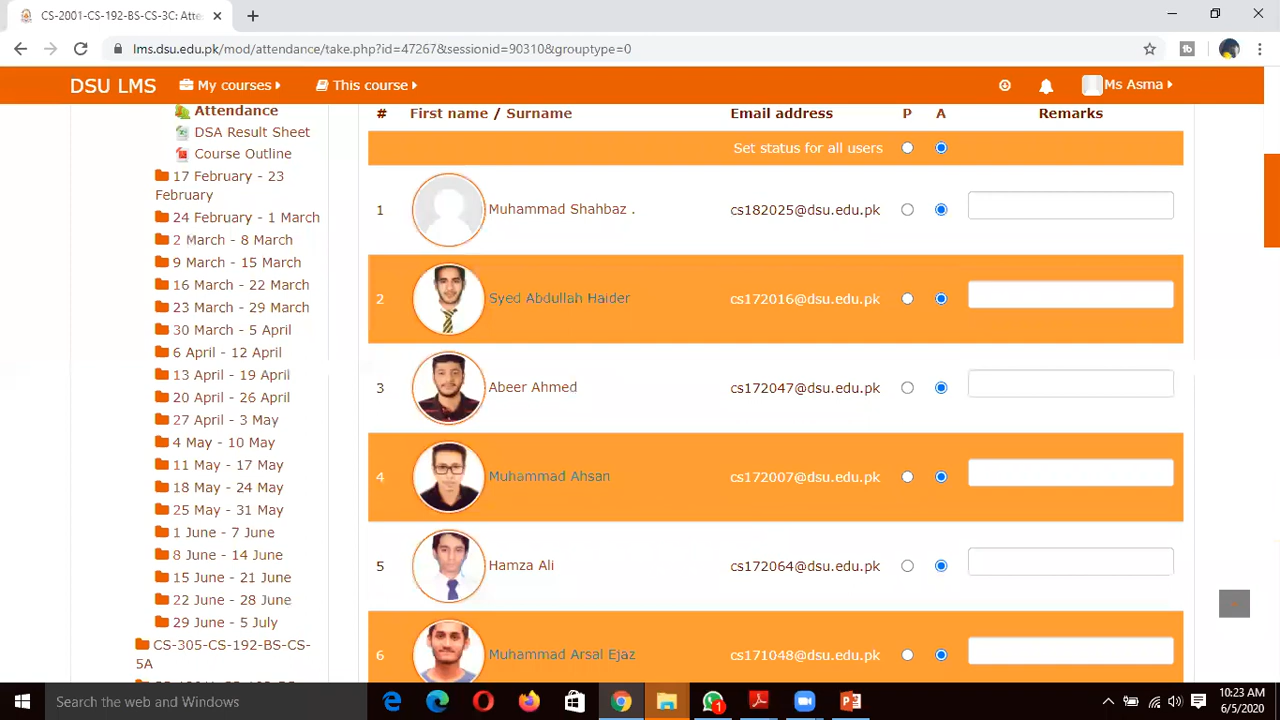 CS-2001-CS-192-BS-CS-3C: Atte
lms.dsu.edu.pk/mod/attendance/take.php?id=47267&sessionid=90310&grouptype=0
DSU LMS My courses This course Ms Asma
Attendance
DSA Result Sheet
Course Outline
17 February - 23
February
24 February - 1 March
2 March - 8 March
9 March - 15 March
16 March - 22 March
23 March - 29 March
30 March - 5 April
6 April - 12 April
13 April - 19 April
20 April - 26 April
27 April - 3 May
4 May - 10 May
11 May - 17 May
18 May - 24 May
25 May - 31 May
1 June - 7 June
8 June - 14 June
15 June - 21 June
22 June - 28 June
29 June - 5 July
CS-305-CS-192-BS-CS-
5A
# First name / Surname Email address P A Remarks
Set status for all users
1 Muhammad Shahbaz . cs182025@dsu.edu.pk
2 Syed Abdullah Haider cs172016@dsu.edu.pk
3 Abeer Ahmed cs172047@dsu.edu.pk
4 Muhammad Ahsan cs172007@dsu.edu.pk
5 Hamza Ali cs172064@dsu.edu.pk
6 Muhammad Arsal Ejaz cs171048@dsu.edu.pk
Search the web and Windows
1
10:23 AM
6/5/2020